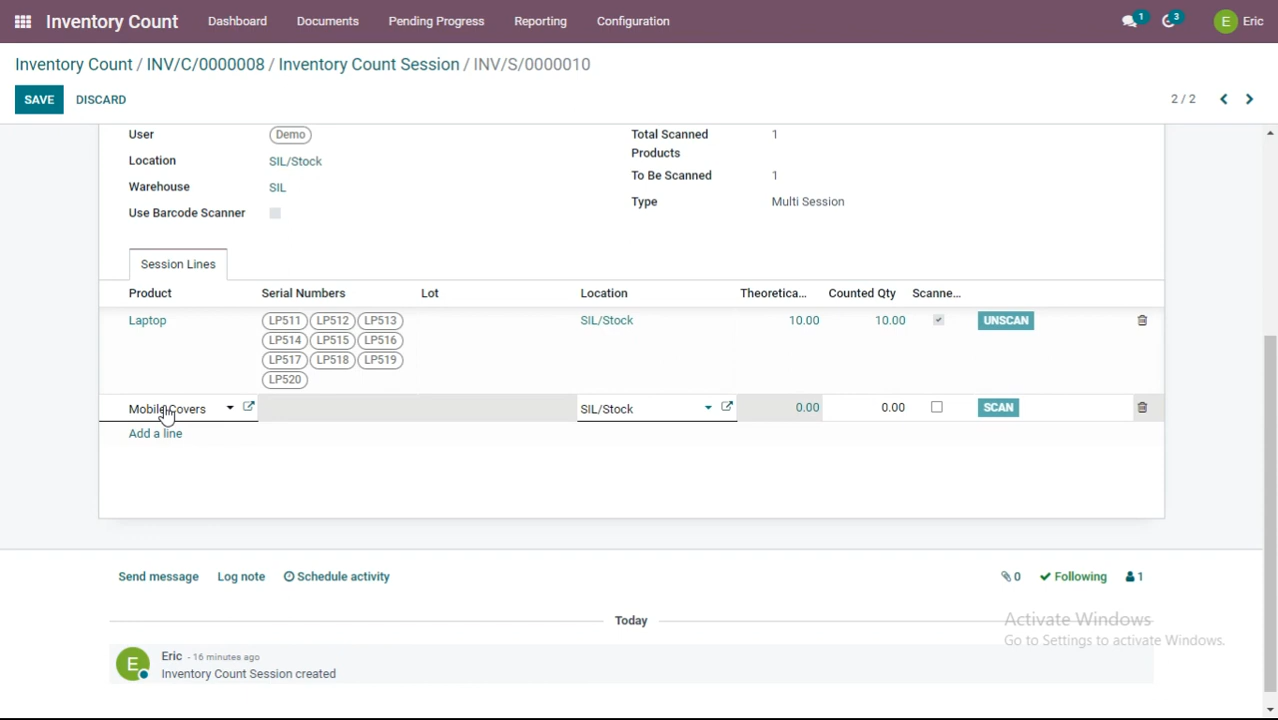 Inventory Count Dashboard Documents Pending Progress Reporting Configuration 1 3 E Eric
Inventory Count / INV/C/0000008 / Inventory Count Session / INV/S/0000010
SAVE DISCARD 2 / 2
User Demo Total Scanned Products 1
Location SIL/Stock To Be Scanned 1
Warehouse SIL Type Multi Session
Use Barcode Scanner
Session Lines
Product Serial Numbers Lot Location Theoretica... Counted Qty Scanne...
Laptop LP511 LP512 LP513 SIL/Stock 10.00 10.00 UNSCAN
LP514 LP515 LP516
LP517 LP518 LP519
LP520
Mobile Covers SIL/Stock 0.00 0.00 SCAN
Add a line
Send message Log note Schedule activity 0 Following 1
Today
Activate Windows
Go to Settings to activate Windows.
E Eric - 16 minutes ago
Inventory Count Session created